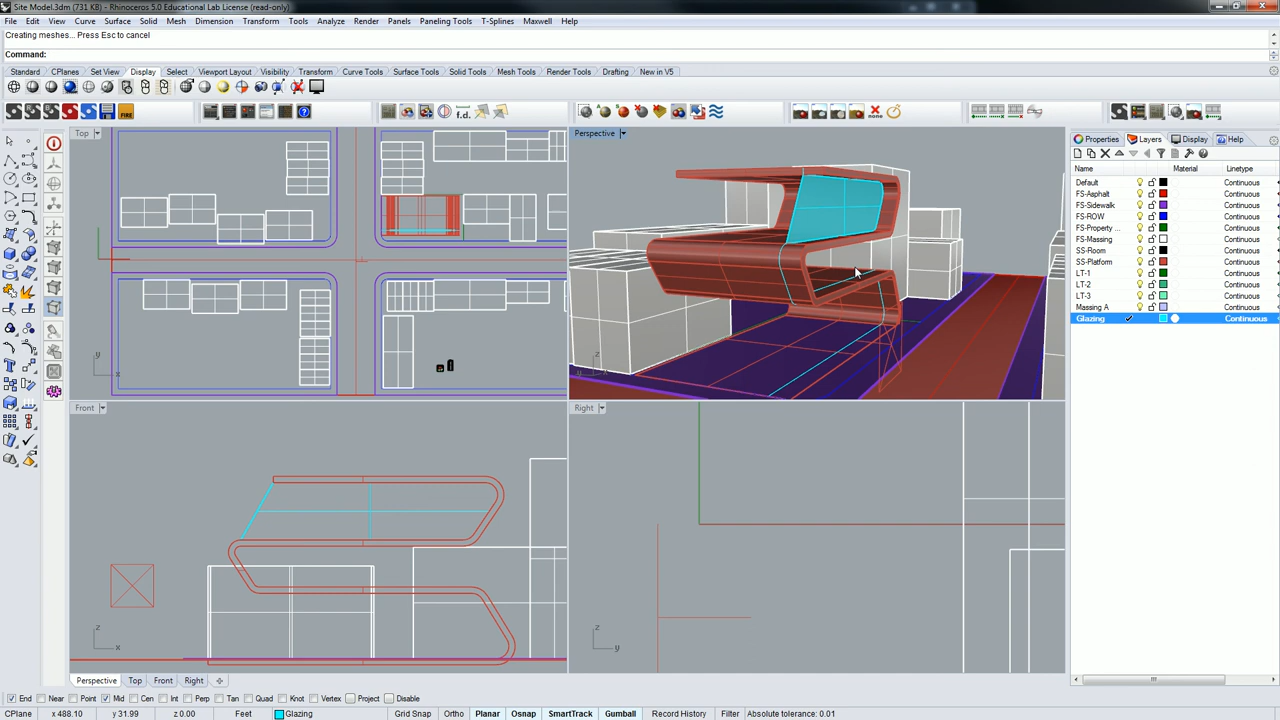 Site Model.3dm (731 KB) - Rhinoceros 5.0 Educational Lab License (read-only)
File Edit View Curve Surface Solid Mesh Dimension Transform Tools Analyze Render Panels Paneling Tools T-Splines Maxwell Help
Creating meshes... Press Esc to cancel
Command:
Standard CPlanes Set View Display Select Viewport Layout Visibility Transform Curve Tools Surface Tools Solid Tools Mesh Tools Render Tools Drafting New in V5
FIRE f.d. none
Top
Perspective
Properties Layers Display Help
Name Material Linetype
Default Continuous
FS-Asphalt Continuous
FS-Sidewalk Continuous
FS-ROW Continuous
FS-Property ... Continuous
FS-Massing Continuous
SS-Room Continuous
SS-Platform Continuous
LT-1 Continuous
LT-2 Continuous
LT-3 Continuous
Massing A Continuous
Glazing Continuous
y
x
z
y
x
Front
Right
z
x
z
y
Perspective Top Front Right
End Near Point Mid Cen Int Perp Tan Quad Knot Vertex Project Disable
CPlane x 488.10 y 31.99 z 0.00 Feet Glazing Grid Snap Ortho Planar Osnap SmartTrack Gumball Record History Filter Absolute tolerance: 0.01